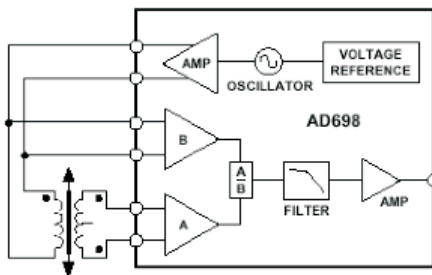 AMP
VOLTAGE
REFERENCE
OSCILLATOR
AD698
B
A
B
A
FILTER
AMP